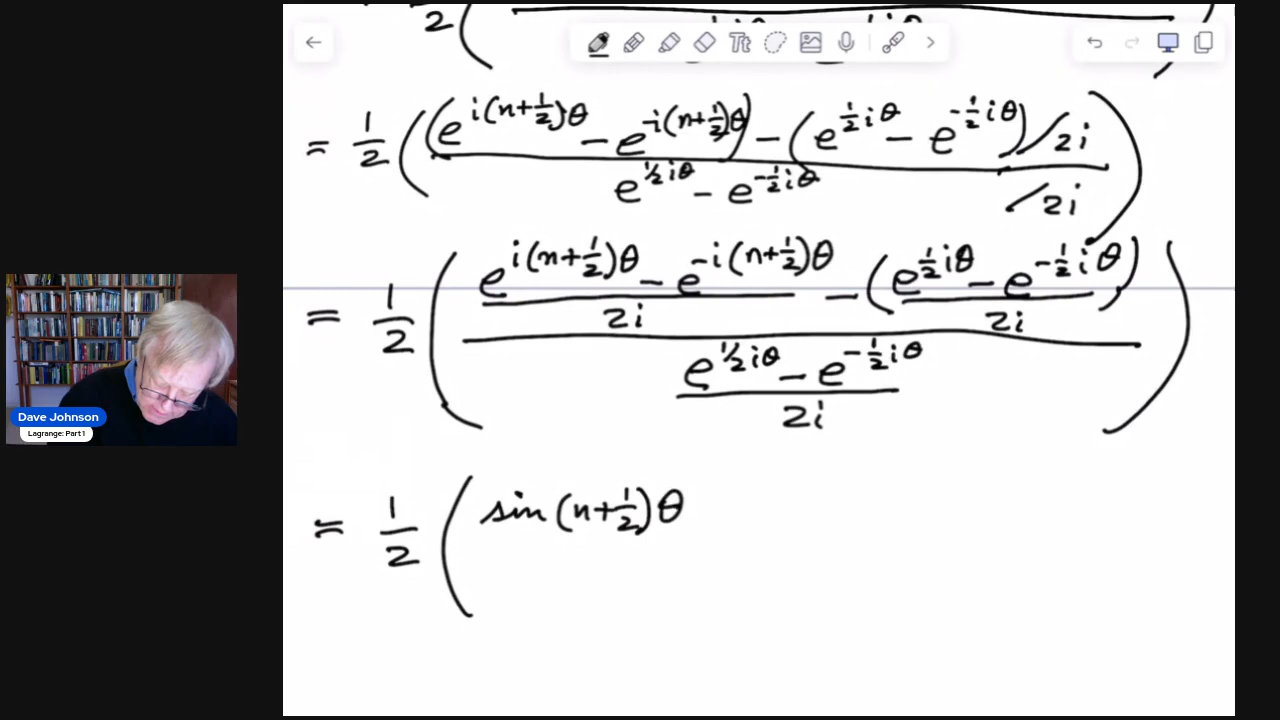 1/2 (
= 1/2 ( ((e^{i(n+1/2)θ} - e^{-i(n+1/2)θ}) - (e^{1/2 iθ} - e^{-1/2 iθ}) /2i) / (e^{1/2 iθ} - e^{-1/2 iθ} /2i) )
= 1/2 ( ((e^{i(n+1/2)θ} - e^{-i(n+1/2)θ})/2i - ((e^{1/2 iθ} - e^{-1/2 iθ})/2i)) / ((e^{1/2 iθ} - e^{-1/2 iθ})/2i) )
Dave Johnson
Lagrange: Part 1
= 1/2 ( sin (n+1/2)θ